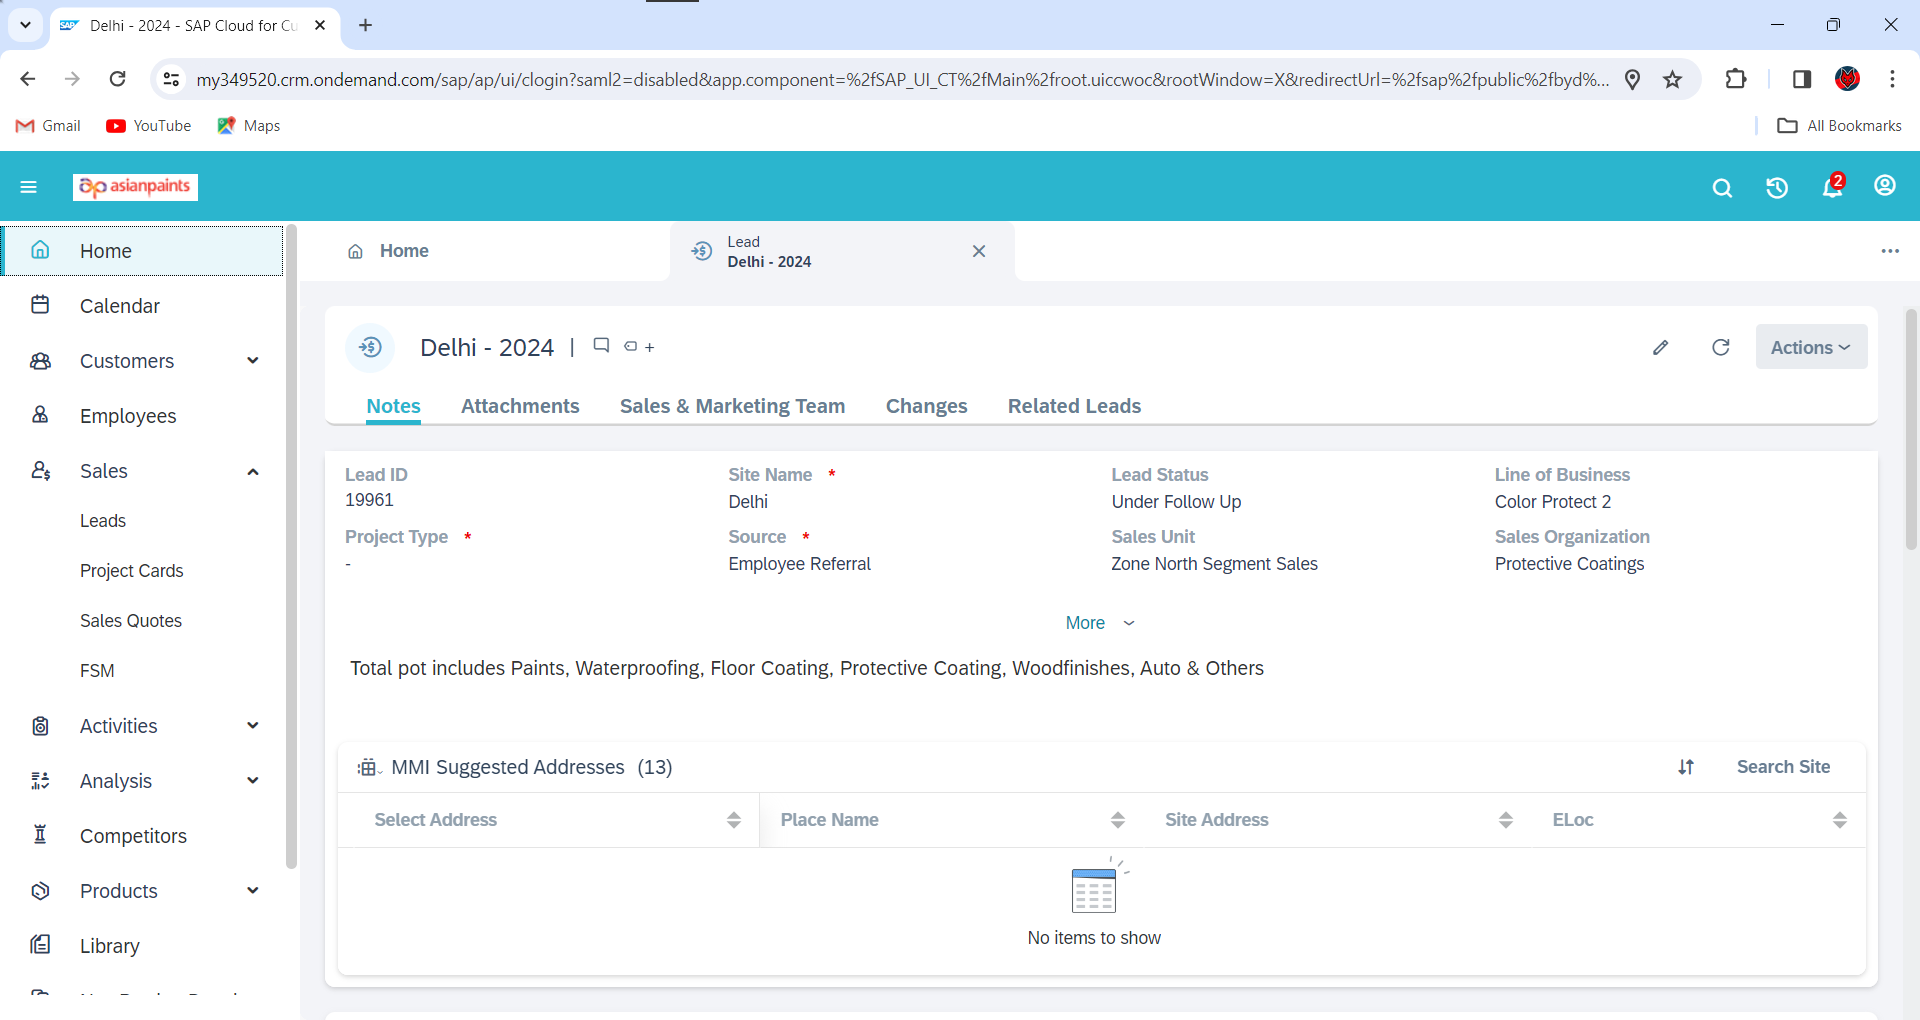 Delhi - 2024 - SAP Cloud for Cu
my349520.crm.ondemand.com/sap/ap/ui/clogin?saml2=disabled&app.component=%2fSAP_UI_CT%2fMain%2froot.uiccwoc&rootWindow=X&redirectUrl=%2fsap%2fpublic%2fbyd%...
Gmail YouTube Maps All Bookmarks
asianpaints 2
Home
Calendar
Customers
Employees
Sales
Leads
Project Cards
Sales Quotes
FSM
Activities
Analysis
Competitors
Products
Library
Home
Lead
Delhi - 2024
Delhi - 2024 | +
Actions
Notes Attachments Sales & Marketing Team Changes Related Leads
Lead ID Site Name * Lead Status Line of Business
19961 Delhi Under Follow Up Color Protect 2
Project Type * Source * Sales Unit Sales Organization
- Employee Referral Zone North Segment Sales Protective Coatings
More
Total pot includes Paints, Waterproofing, Floor Coating, Protective Coating, Woodfinishes, Auto & Others
MMI Suggested Addresses (13) Search Site
Select Address Place Name Site Address ELoc
No items to show